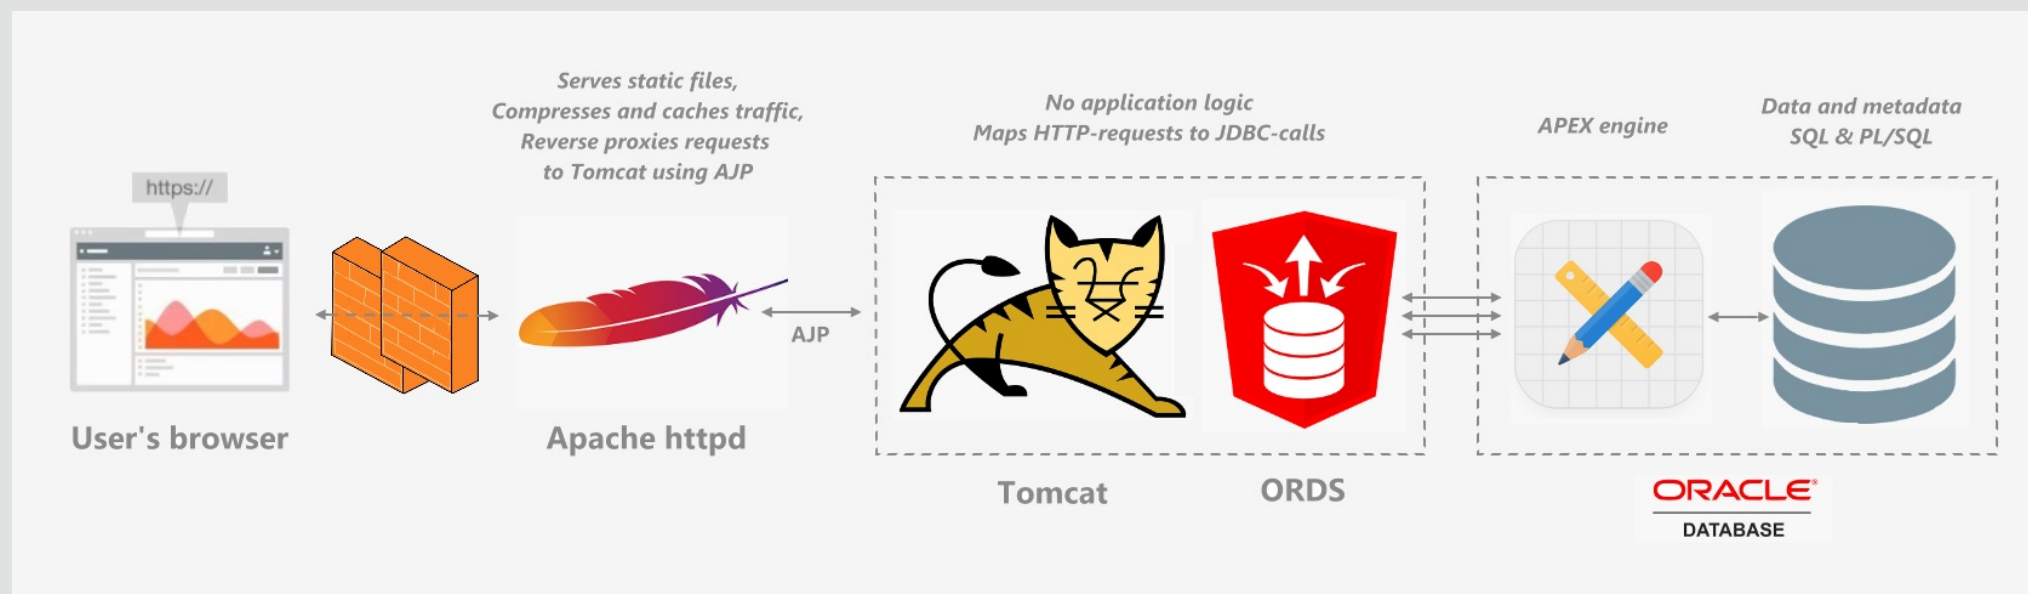 Serves static files,
Compresses and caches traffic,
Reverse proxies requests
to Tomcat using AJP
No application logic
Maps HTTP-requests to JDBC-calls
APEX engine
Data and metadata
SQL & PL/SQL
https://
AJP
User's browser
Apache httpd
Tomcat
ORDS
ORACLE®
DATABASE